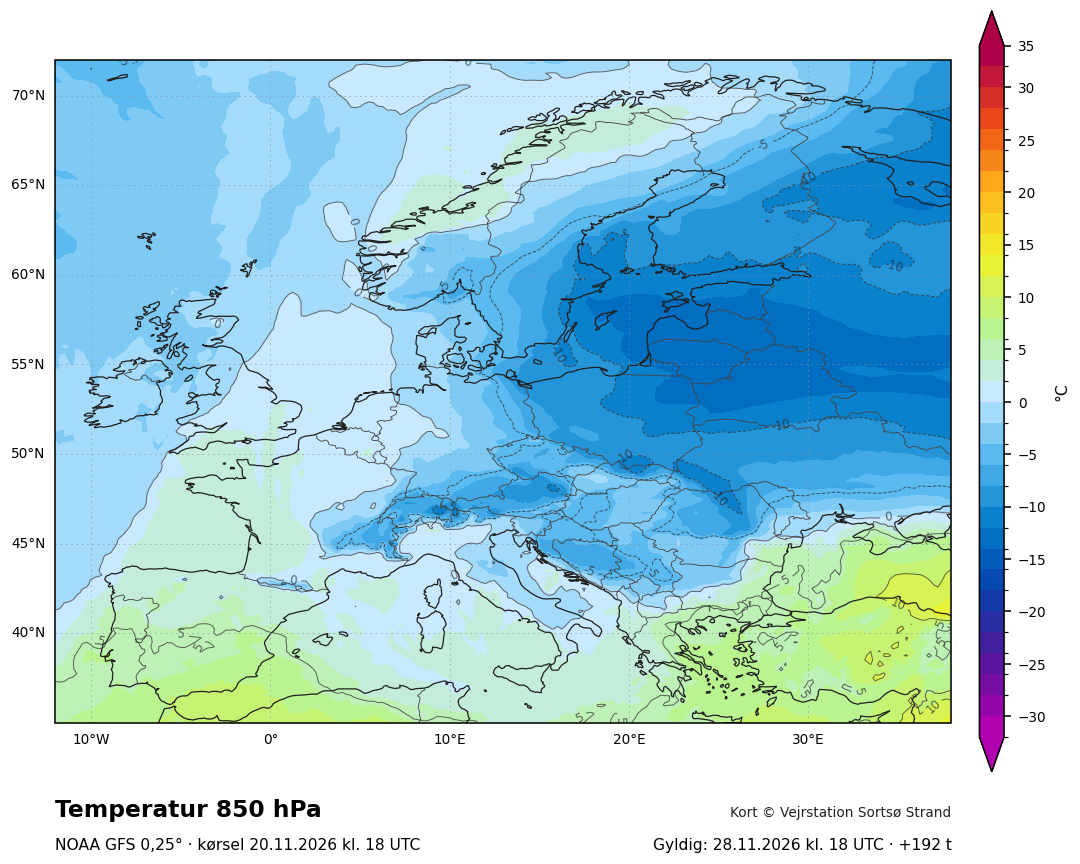 35
30
25
20
15
10
5
0
−5
−10
−15
−20
−25
−30
°C
70°N
65°N
60°N
55°N
50°N
45°N
40°N
10°W
0°
10°E
20°E
30°E
Temperatur 850 hPa
Kort © Vejrstation Sortsø Strand
NOAA GFS 0,25° · kørsel 20.11.2026 kl. 18 UTC
Gyldig: 28.11.2026 kl. 18 UTC · +192 t